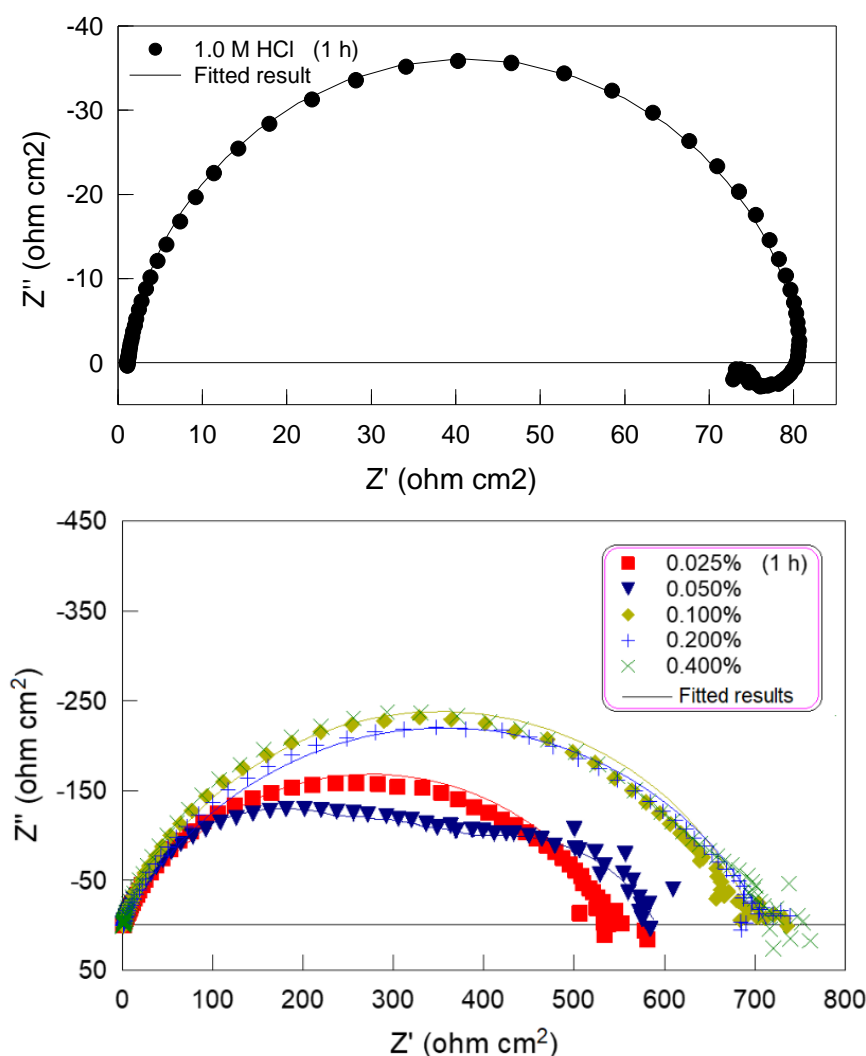 -40
-30
-20
-10
0
Z'' (ohm cm2)
1.0 M HCl (1 h)
Fitted result
0 10 20 30 40 50 60 70 80
Z' (ohm cm2)
-450
-350
-250
-150
-50
50
Z'' (ohm cm²)
0.025% (1 h)
0.050%
0.100%
0.200%
0.400%
Fitted results
0 100 200 300 400 500 600 700 800
Z' (ohm cm²)